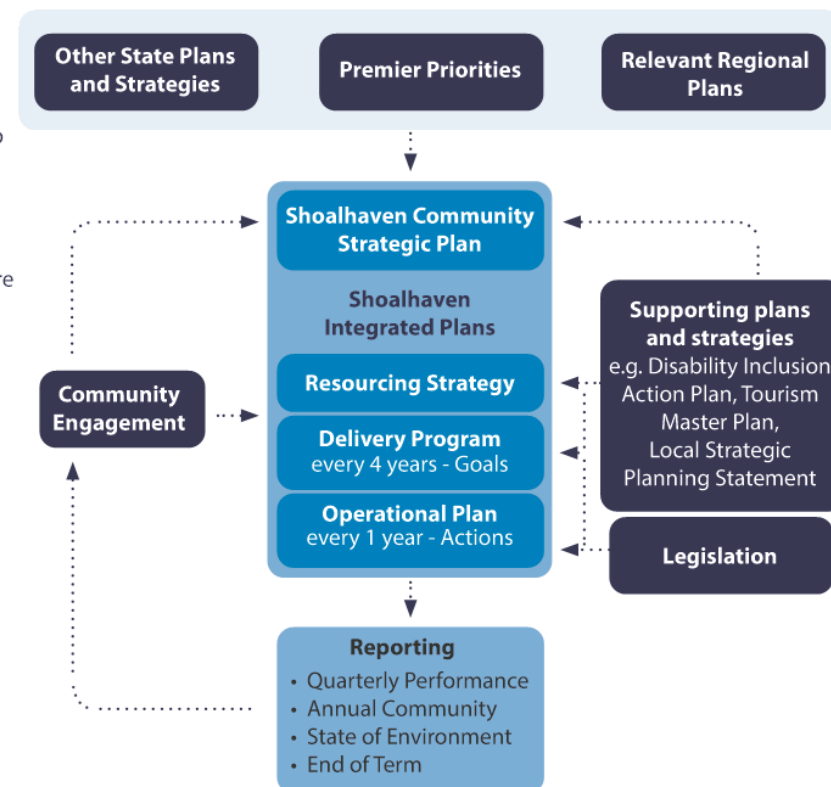 Other State Plans
and Strategies
Premier Priorities
Relevant Regional
Plans
Shoalhaven Community
Strategic Plan
Shoalhaven
Integrated Plans
Resourcing Strategy
Delivery Program
every 4 years - Goals
Operational Plan
every 1 year - Actions
Community
Engagement
Supporting plans
and strategies
e.g. Disability Inclusion
Action Plan, Tourism
Master Plan,
Local Strategic
Planning Statement
Legislation
Reporting
• Quarterly Performance
• Annual Community
• State of Environment
• End of Term